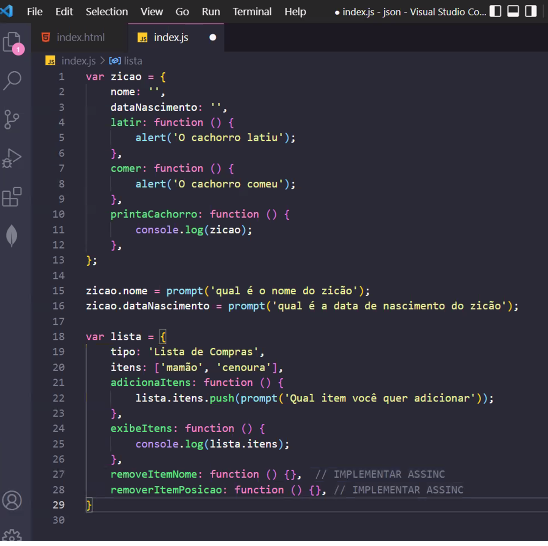 File Edit Selection View Go Run Terminal Help ● index.js - json - Visual Studio Co...
index.html JS index.js ●
JS index.js > lista
1 var zicao = {
2 nome: '',
3 dataNascimento: '',
4 latir: function () {
5 alert('O cachorro latiu');
6 },
7 comer: function () {
8 alert('O cachorro comeu');
9 },
10 printaCachorro: function () {
11 console.log(zicao);
12 },
13 };
14
15 zicao.nome = prompt('qual é o nome do zicão');
16 zicao.dataNascimento = prompt('qual é a data de nascimento do zicão');
17
18 var lista = {
19 tipo: 'Lista de Compras',
20 itens: ['mamão', 'cenoura'],
21 adicionaItens: function () {
22 lista.itens.push(prompt('Qual item você quer adicionar'));
23 },
24 exibeItens: function () {
25 console.log(lista.itens);
26 },
27 removeItemNome: function () {}, // IMPLEMENTAR ASSINC
28 removerItemPosicao: function () {}, // IMPLEMENTAR ASSINC
29 }
30
1